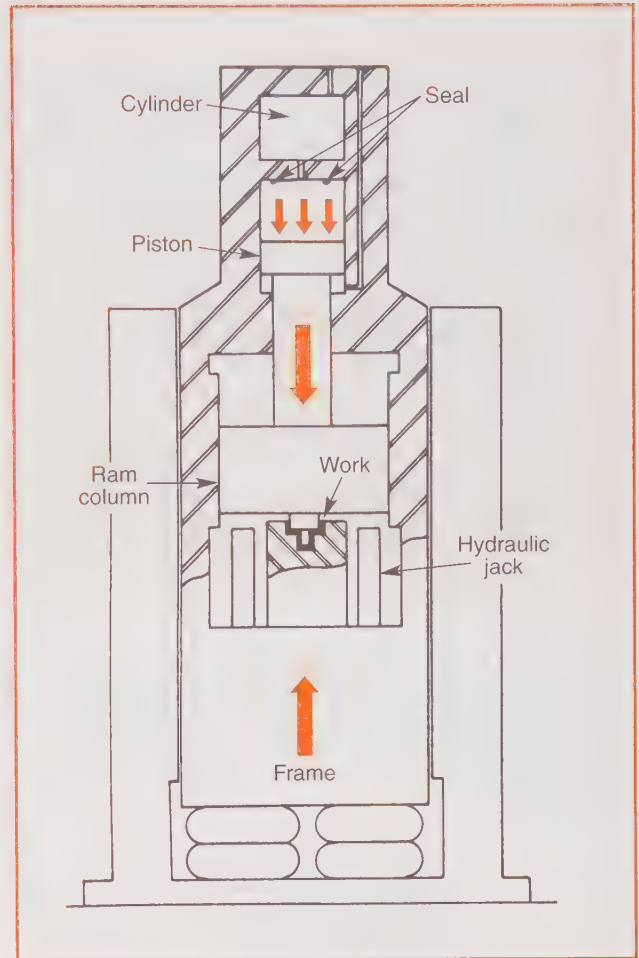 Cylinder
Seal
Piston
Work
Ram
column
Hydraulic
jack
Frame